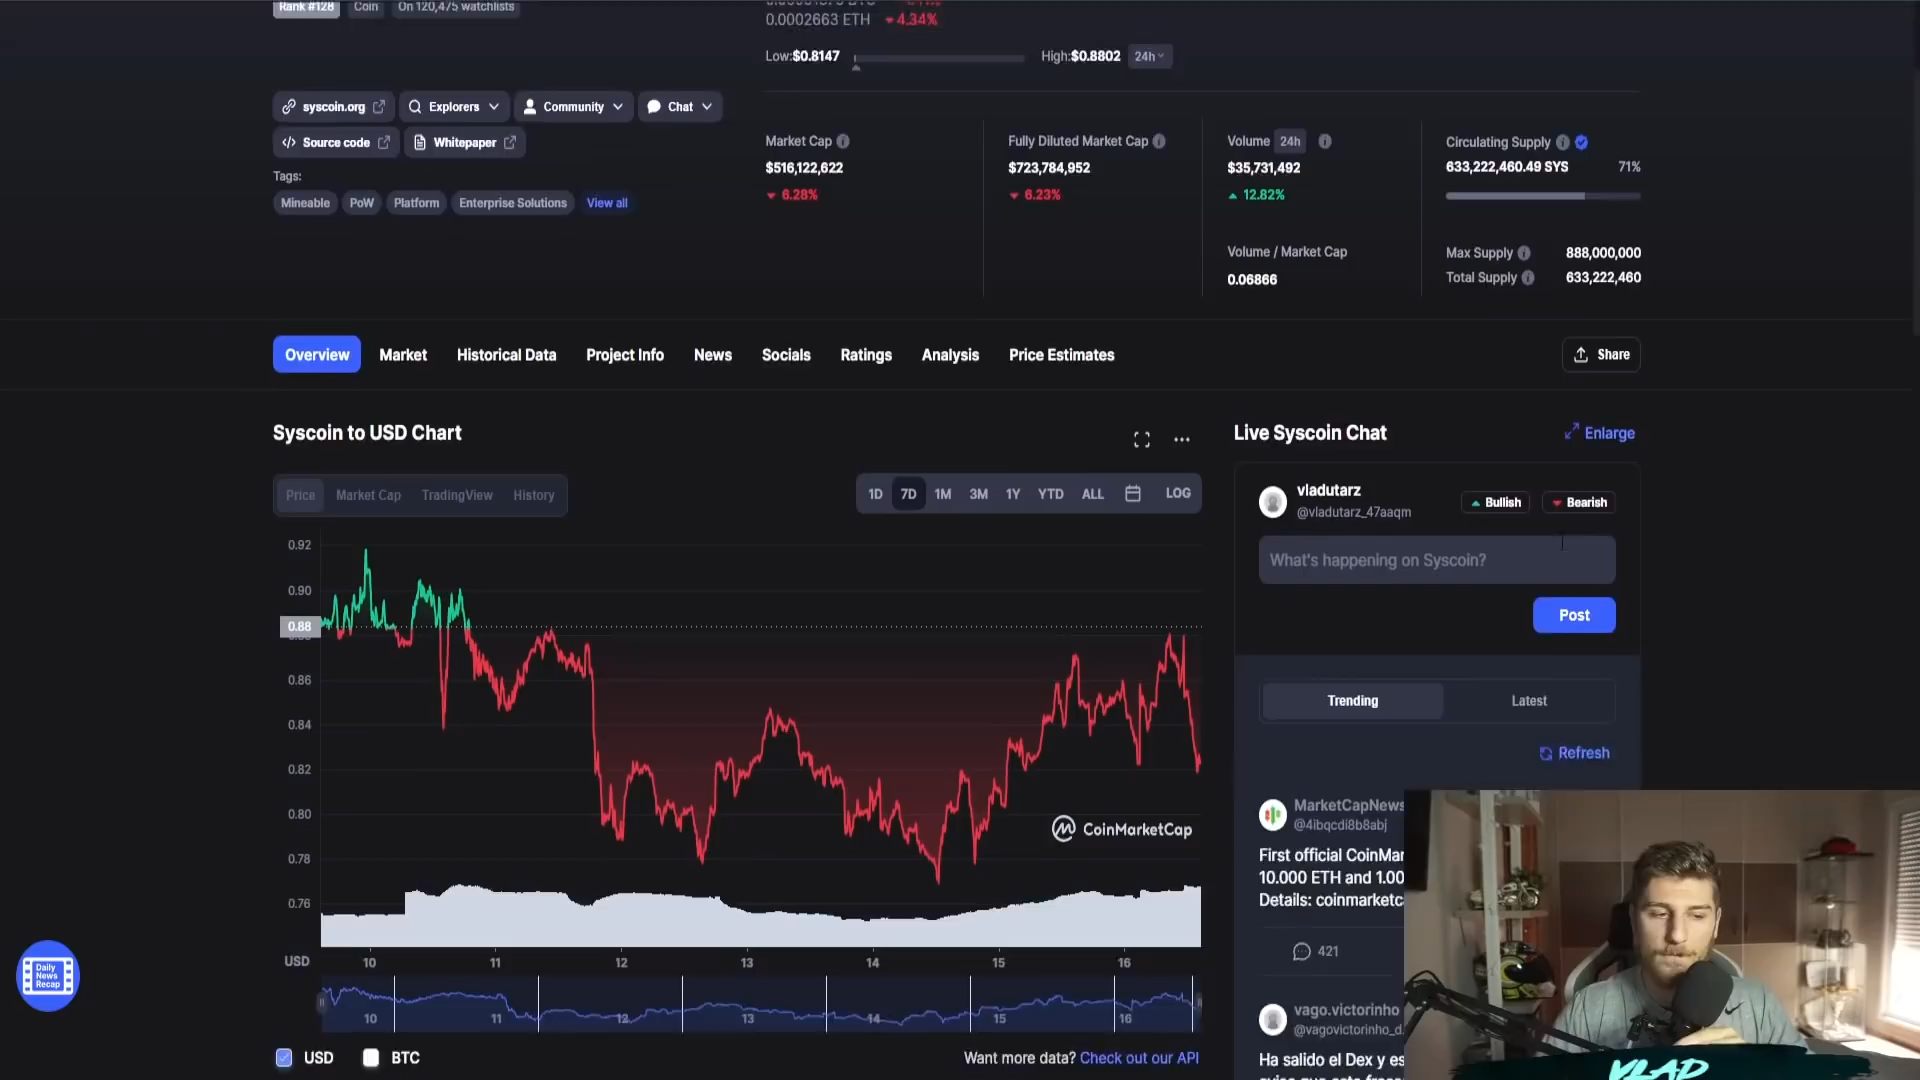 Rank #128 Coin On 120,475 watchlists
0.0002663 ETH 4.34%
Low:$0.8147 High:$0.8802 24h
syscoin.org Explorers Community Chat
Source code Whitepaper
Tags:
Mineable PoW Platform Enterprise Solutions View all
Market Cap
$516,122,622
6.28%
Fully Diluted Market Cap
$723,784,952
6.23%
Volume 24h
$35,731,492
12.82%
Volume / Market Cap
0.06866
Circulating Supply
633,222,460.49 SYS 71%
Max Supply 888,000,000
Total Supply 633,222,460
Overview Market Historical Data Project Info News Socials Ratings Analysis Price Estimates Share
Syscoin to USD Chart
Price Market Cap TradingView History
1D 7D 1M 3M 1Y YTD ALL LOG
0.92
0.90
0.88
0.86
0.84
0.82
0.80
0.78
0.76
CoinMarketCap
USD 10 11 12 13 14 15 16
10 11 12 13 14 15 16
USD BTC
Want more data? Check out our API
Live Syscoin Chat Enlarge
vladutarz
@vladutarz_47aaqm
Bullish Bearish
What's happening on Syscoin?
Post
Trending Latest
Refresh
MarketCapNews
@4ibqcdi8b8abj
First official CoinMar
10.000 ETH and 1.00
Details: coinmarketc
421
vago.victorinho
@vagovictorinho_d
Ha salido el Dex y es
Daily
News
Recap
VLAD